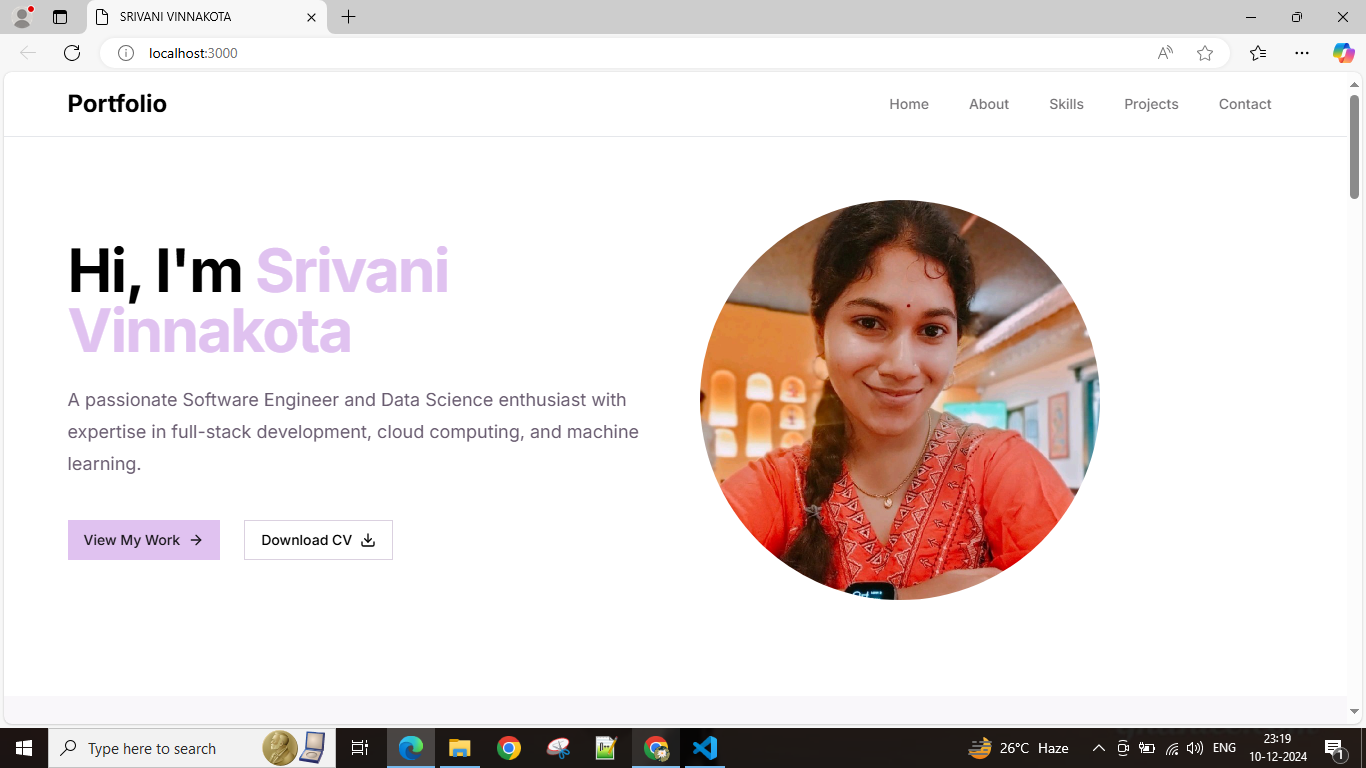 SRIVANI VINNAKOTA
localhost:3000
Portfolio
Home About Skills Projects Contact
Hi, I'm Srivani
Vinnakota
A passionate Software Engineer and Data Science enthusiast with
expertise in full-stack development, cloud computing, and machine
learning.
View My Work
Download CV
Type here to search
26°C Haze
ENG
23:19
10-12-2024
1